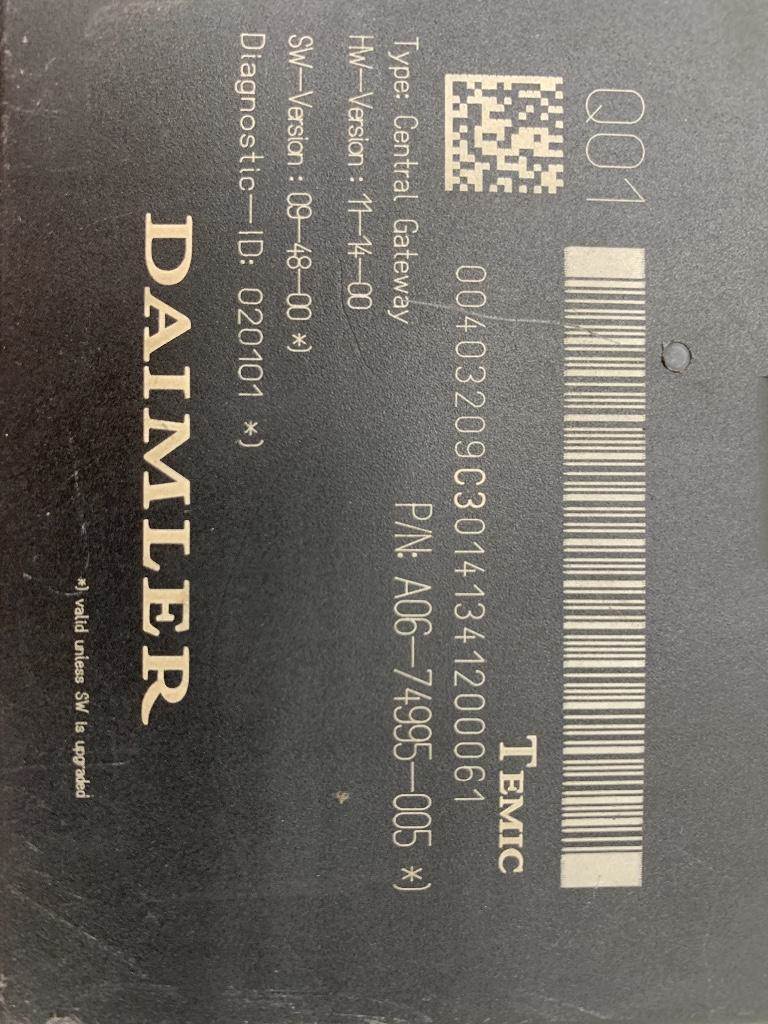 Q01
TEMIC
00403209C30141341200061
Type: Central Gateway
P/N: A06-74995-005 *)
HW-Version : 11-14-00
SW-Version : 09-48-00 *)
Diagnostic-ID: 020101 *)
DAIMLER
*) valid unless SW is upgraded